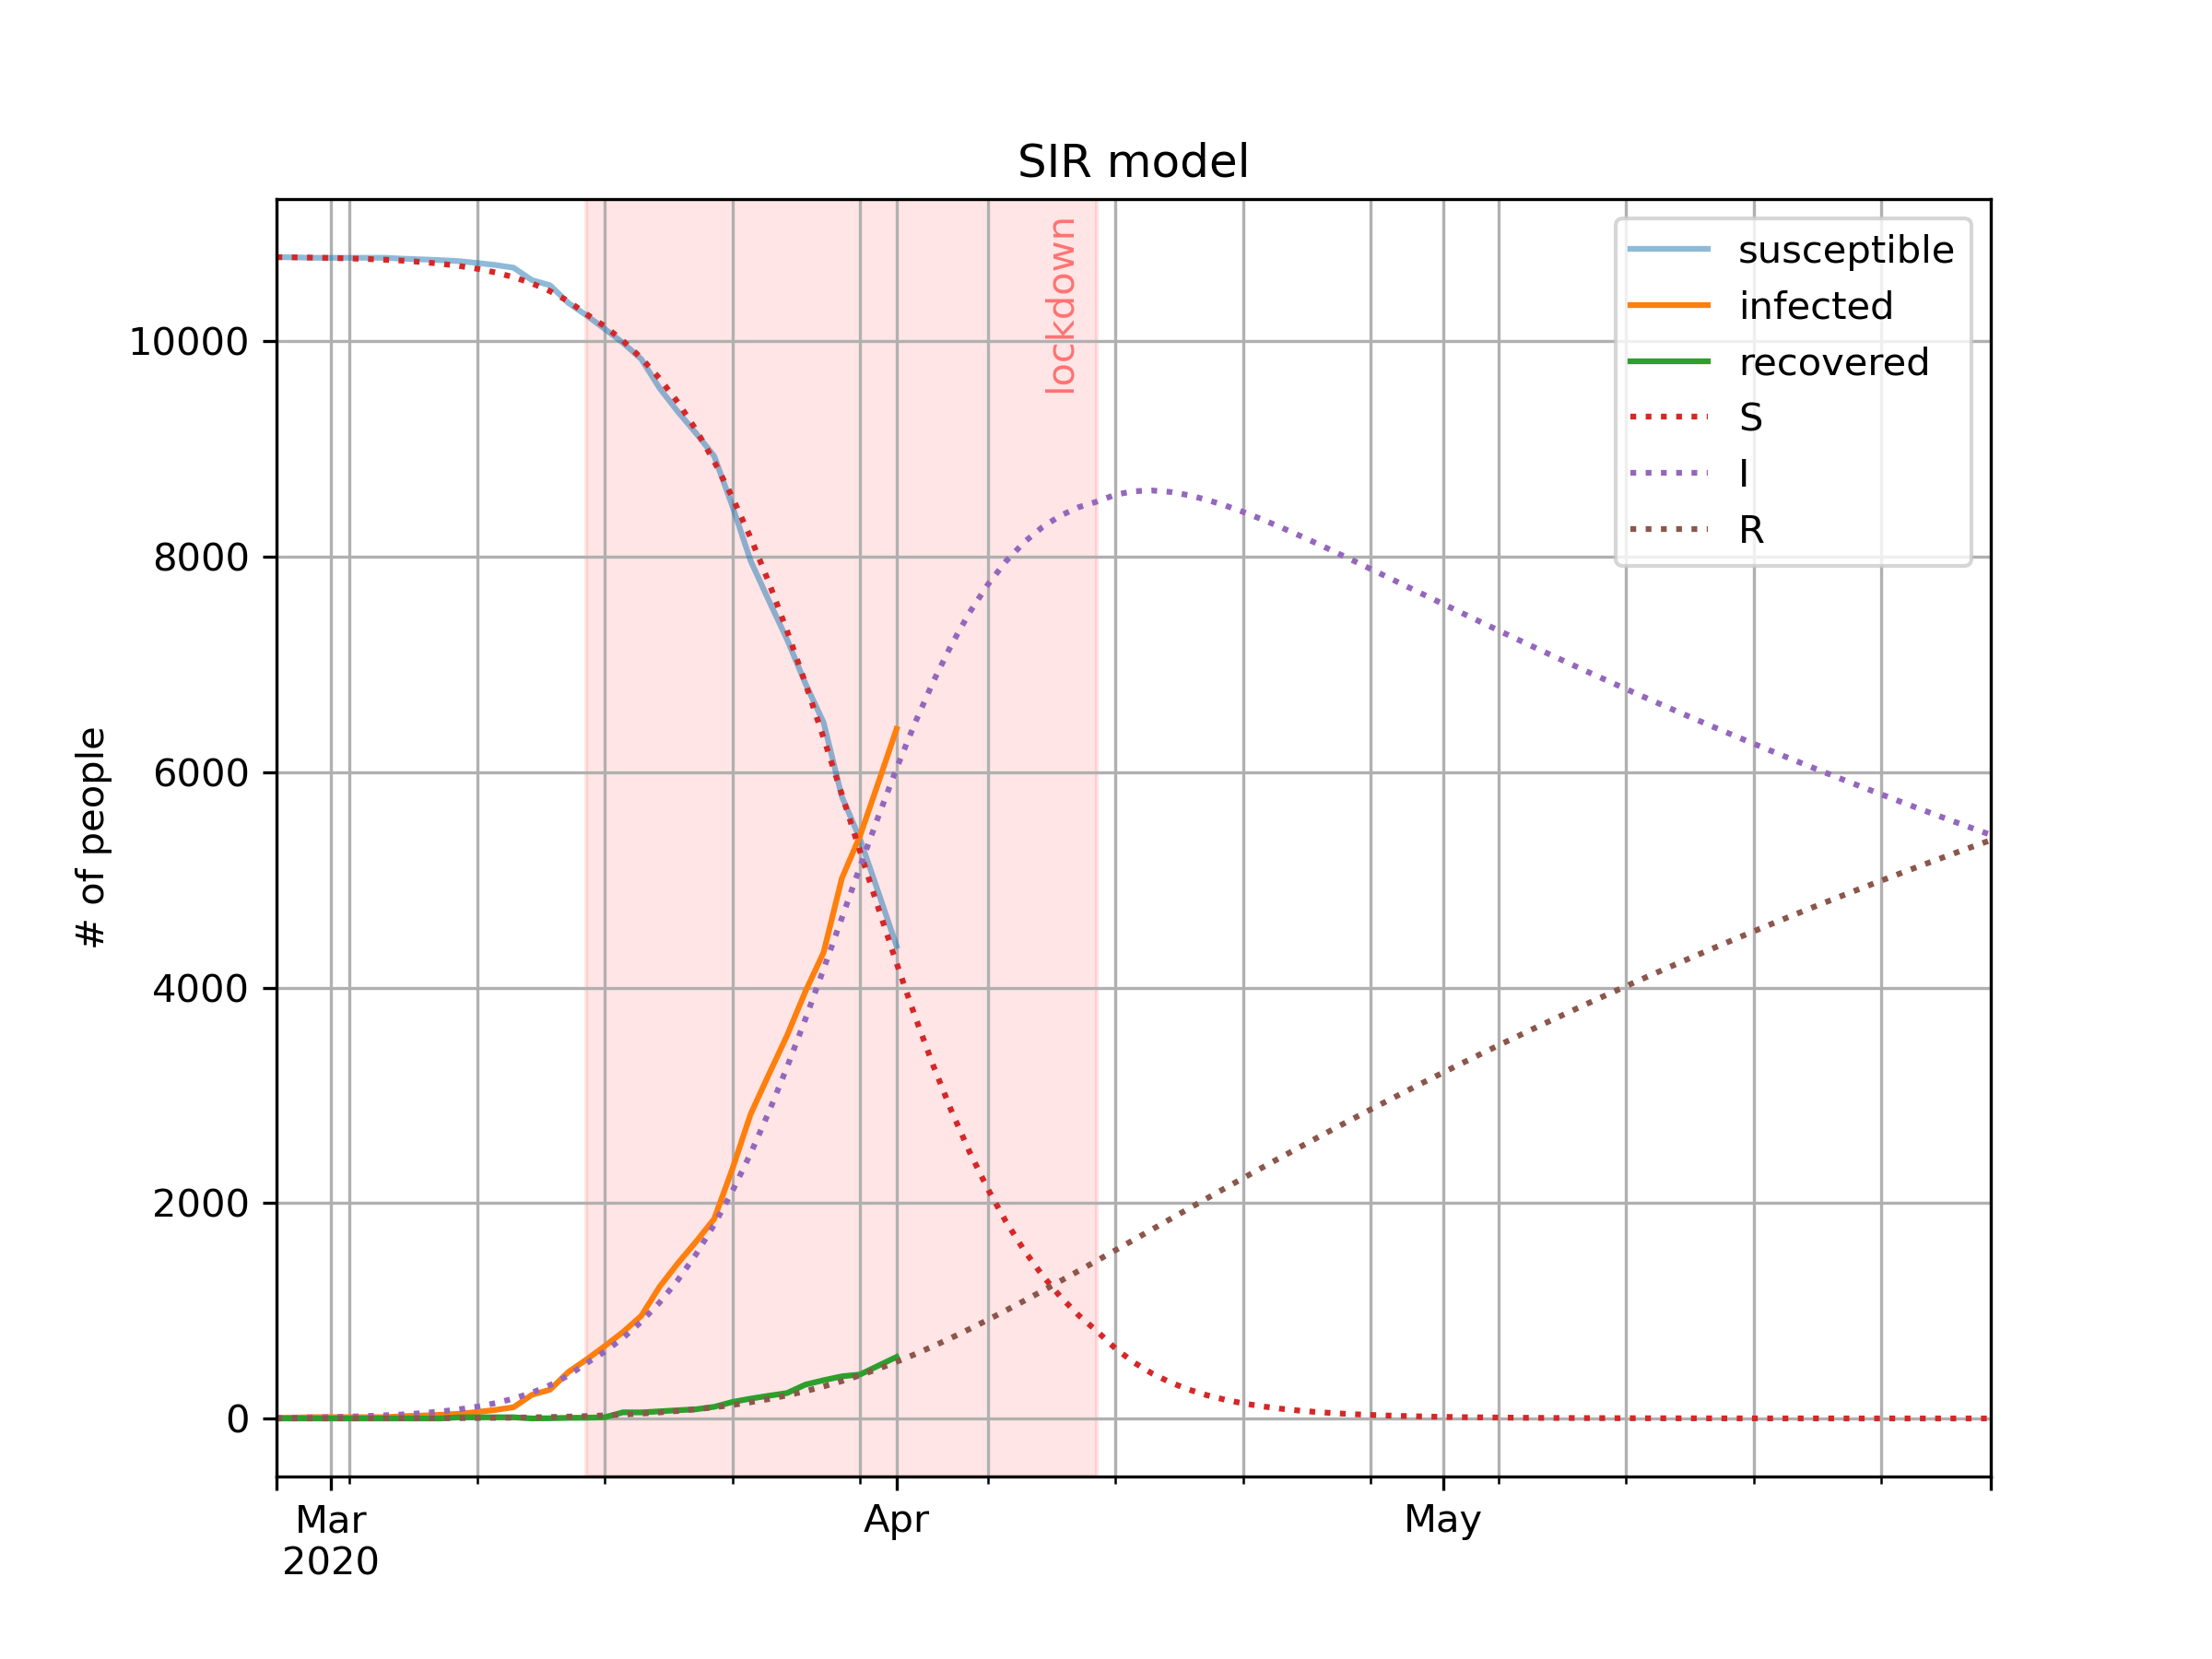 SIR model
lockdown
susceptible
infected
recovered
S
I
R
# of people
10000
8000
6000
4000
2000
0
Mar
2020
Apr
May